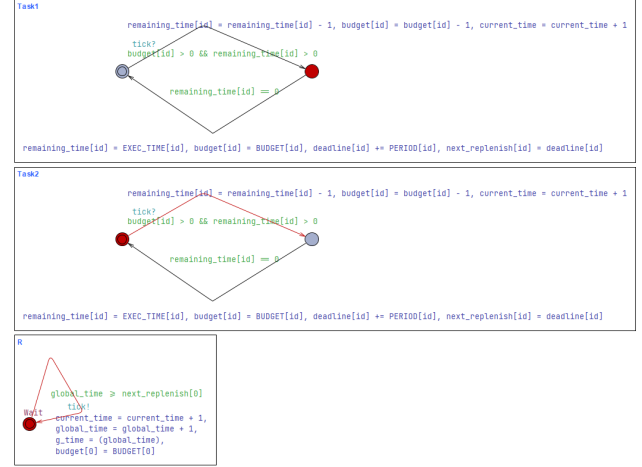 Task1
remaining_time[id] = remaining_time[id] - 1, budget[id] = budget[id] - 1, current_time = current_time + 1
tick?
budget[id] > 0 && remaining_time[id] > 0
remaining_time[id] == 0
remaining_time[id] = EXEC_TIME[id], budget[id] = BUDGET[id], deadline[id] += PERIOD[id], next_replenish[id] = deadline[id]
Task2
remaining_time[id] = remaining_time[id] - 1, budget[id] = budget[id] - 1, current_time = current_time + 1
tick?
budget[id] > 0 && remaining_time[id] > 0
remaining_time[id] == 0
remaining_time[id] = EXEC_TIME[id], budget[id] = BUDGET[id], deadline[id] += PERIOD[id], next_replenish[id] = deadline[id]
R
global_time ≥ next_replenish[0]
tick!
Wait
current_time = current_time + 1,
global_time = global_time + 1,
g_time = (global_time),
budget[0] = BUDGET[0]